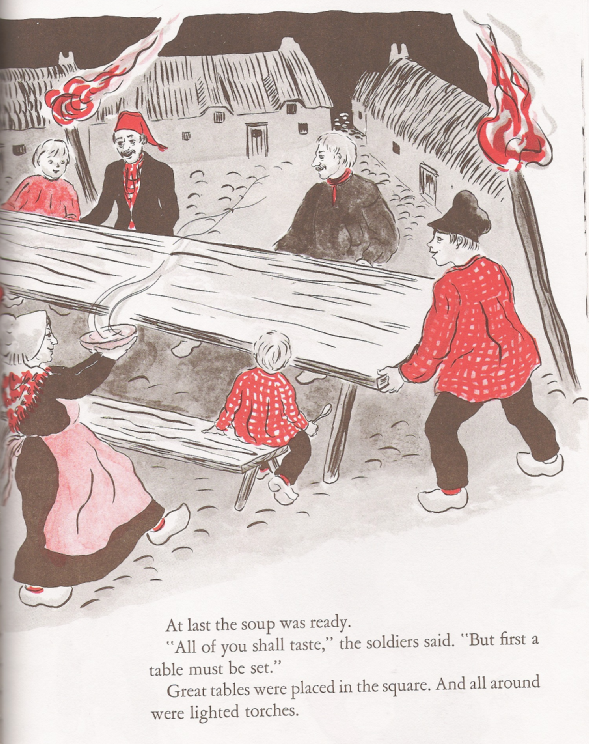 At last the soup was ready.
"All of you shall taste," the soldiers said. "But first a
table must be set."
Great tables were placed in the square. And all around
were lighted torches.